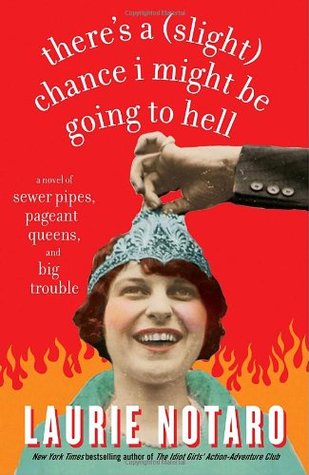 there's a (slight)
chance i might be
going to hell
a novel of
sewer pipes,
pageant
queens,
and
big
trouble
LAURIE NOTARO
New York Times bestselling author of The Idiot Girls' Action-Adventure Club